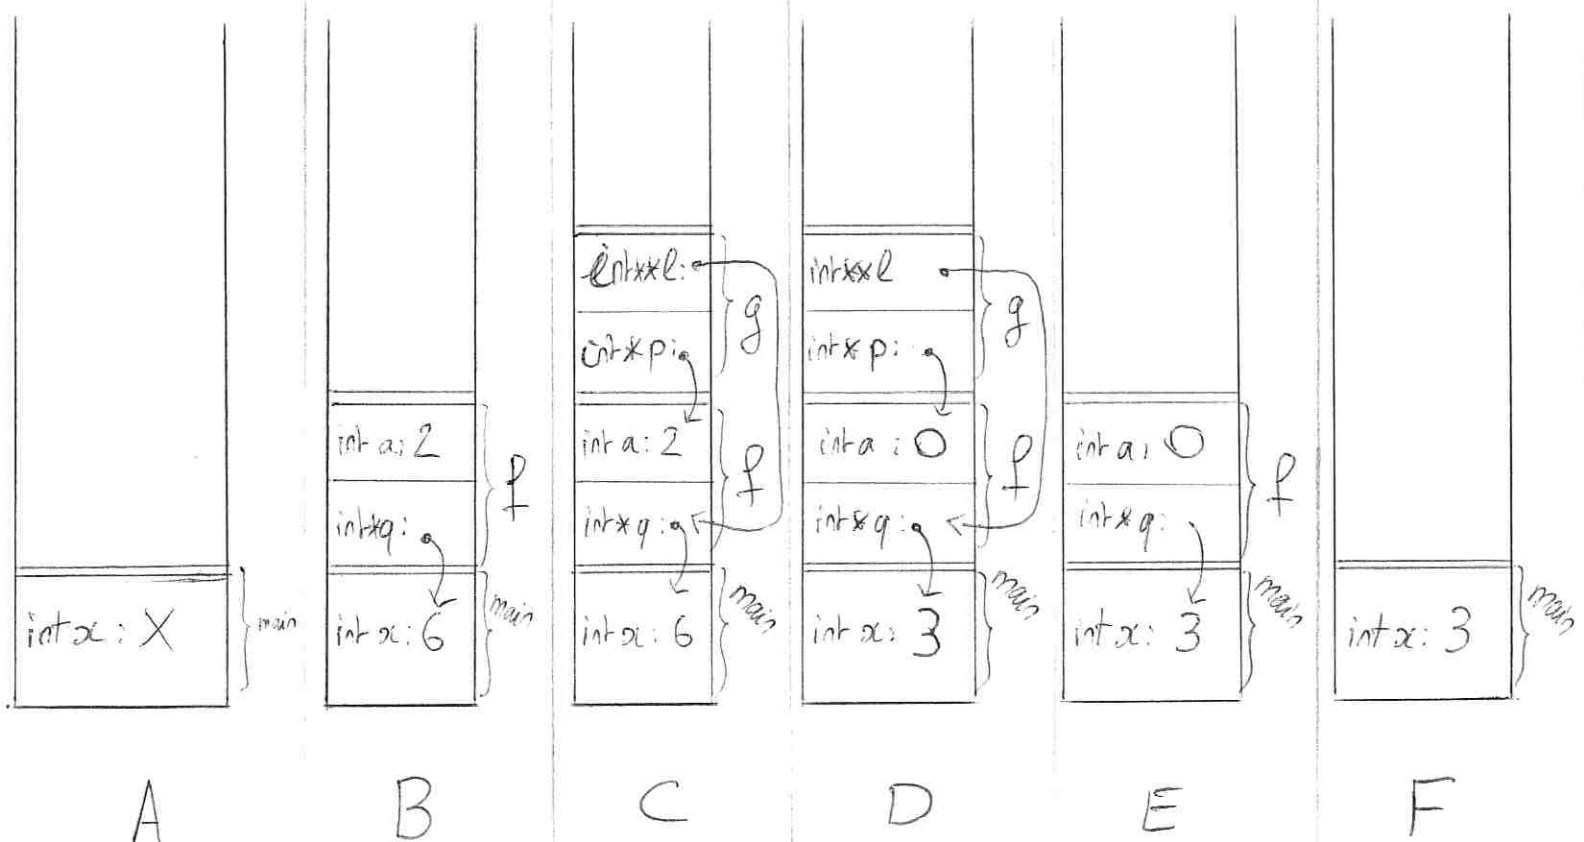 int x : X
main
A
int a: 2
int*q:
f
int x: 6
main
B
int**l:
int*p:
g
int a: 2
int*q:
f
int x: 6
main
C
int**l
int*p:
g
int a: 0
int*q:
f
int x: 3
main
D
int a: 0
int*q:
f
int x: 3
main
E
int x: 3
main
F